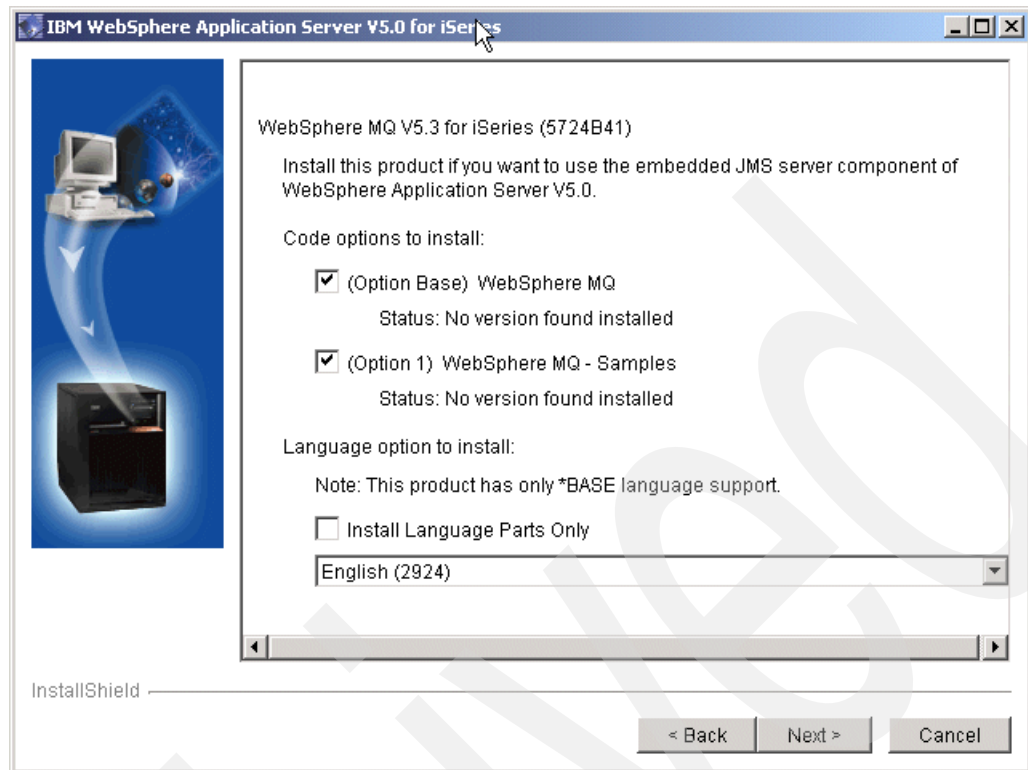 IBM WebSphere Application Server V5.0 for iSeries
WebSphere MQ V5.3 for iSeries (5724B41)
Install this product if you want to use the embedded JMS server component of
WebSphere Application Server V5.0.
Code options to install:
(Option Base) WebSphere MQ
Status: No version found installed
(Option 1) WebSphere MQ - Samples
Status: No version found installed
Language option to install:
Note: This product has only *BASE language support.
Install Language Parts Only
English (2924)
InstallShield
< Back Next > Cancel